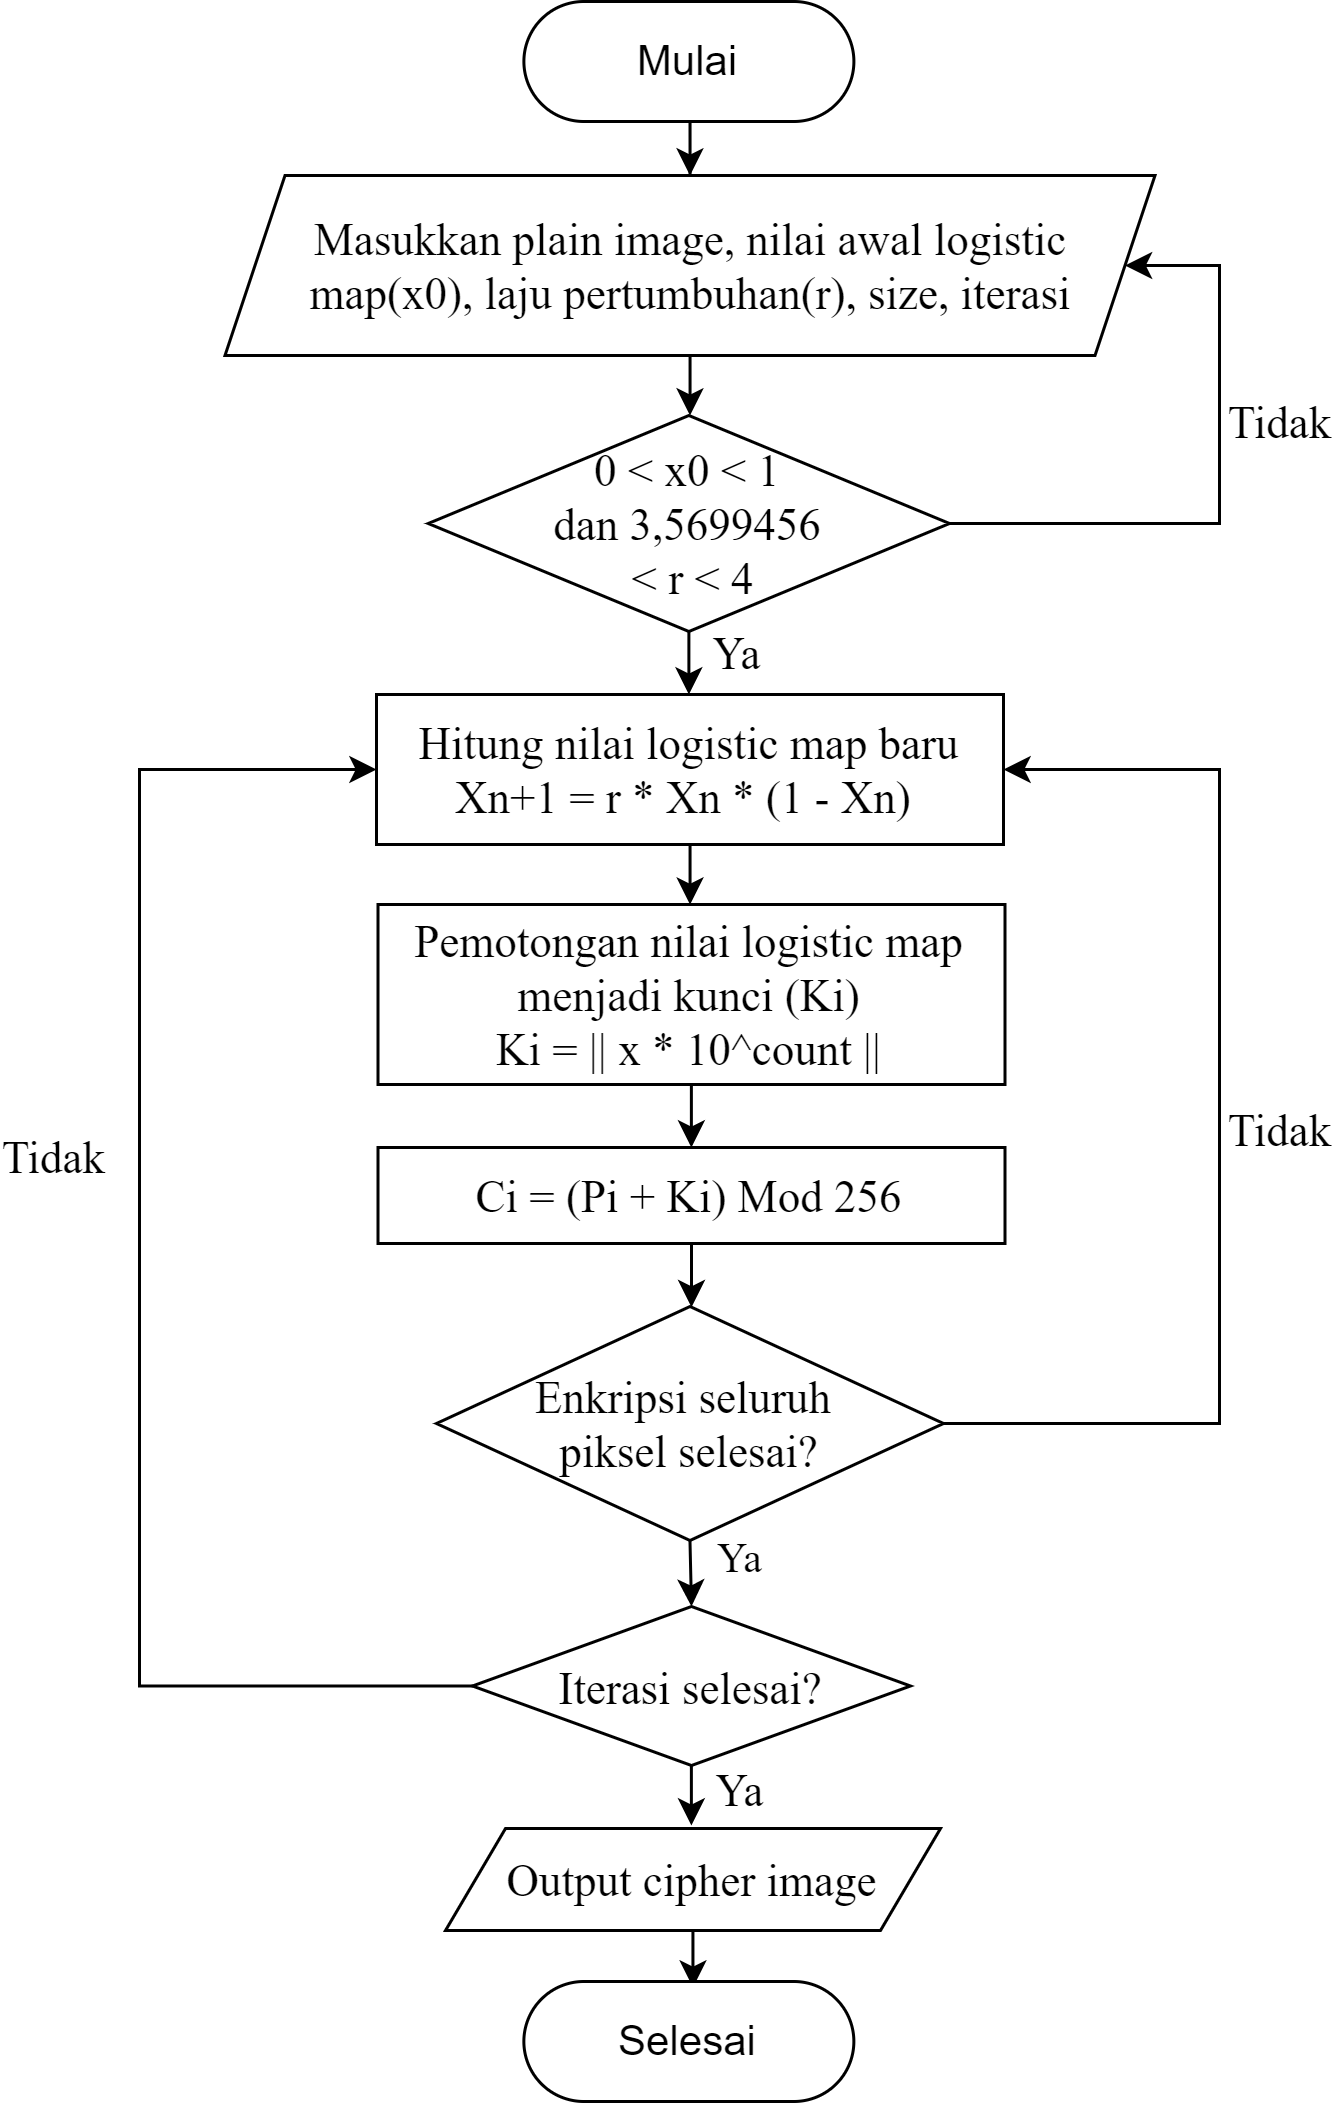 Mulai
Masukkan plain image, nilai awal logistic
map(x0), laju pertumbuhan(r), size, iterasi
Tidak
0 < x0 < 1
dan 3,5699456
< r < 4
Ya
Hitung nilai logistic map baru
Xn+1 = r * Xn * (1 - Xn)
Pemotongan nilai logistic map
menjadi kunci (Ki)
Ki = || x * 10^count ||
Tidak
Tidak
Ci = (Pi + Ki) Mod 256
Enkripsi seluruh
piksel selesai?
Ya
Iterasi selesai?
Ya
Output cipher image
Selesai